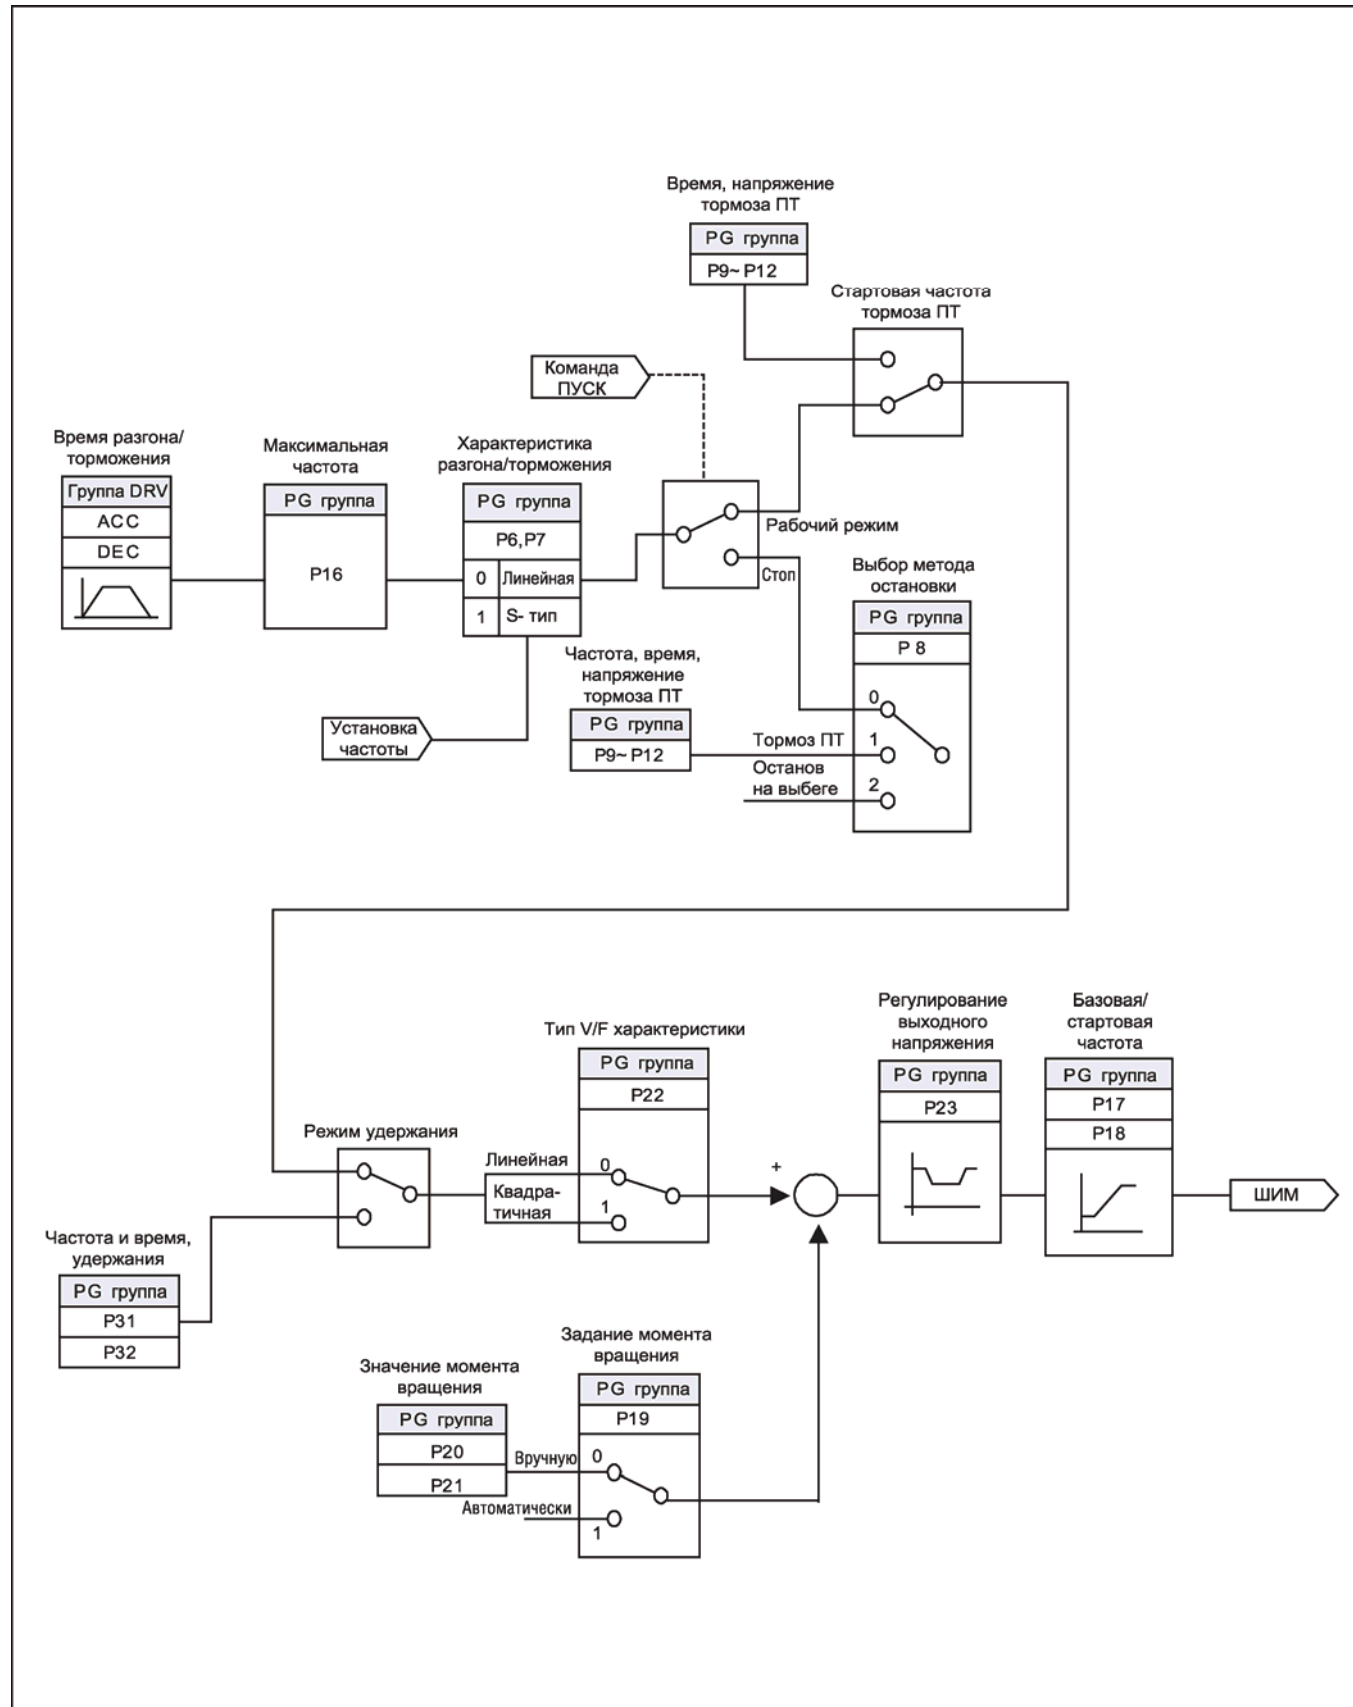 Время, напряжение
тормоза ПТ
PG группа
P9~ P12
Стартовая частота
тормоза ПТ
Команда
ПУСК
Время разгона/
торможения
Группа DRV
ACC
DEC
Максимальная
частота
PG группа
P16
Характеристика
разгона/торможения
PG группа
P6,P7
0 Линейная
1 S- тип
Рабочий режим
Стоп
Выбор метода
остановки
PG группа
P 8
0
1
2
Частота, время,
напряжение
тормоза ПТ
PG группа
P9~ P12
Тормоз ПТ
Останов
на выбеге
Установка
частоты
Регулирование
выходного
напряжения
PG группа
P23
Базовая/
стартовая
частота
PG группа
P17
P18
Тип V/F характеристики
PG группа
P22
Режим удержания
Линейная
0
Квадра-
тичная
1
+
ШИМ
Частота и время,
удержания
PG группа
P31
P32
Задание момента
вращения
PG группа
P19
Значение момента
вращения
PG группа
P20
P21
Вручную
0
Автоматически
1